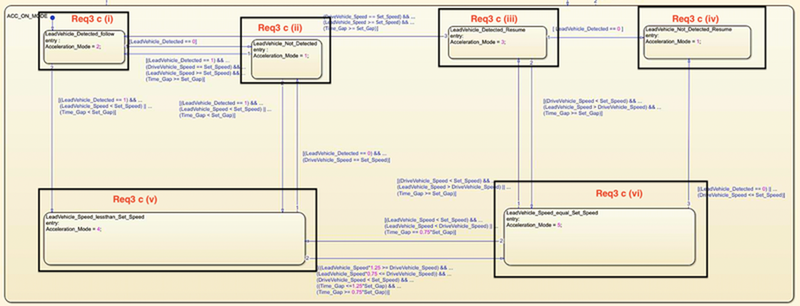 ACC_ON_MODE
Req3 c (i)
LeadVehicle_Detected_follow
entry :
Acceleration_Mode = 2;
Req3 c (ii)
LeadVehicle_Not_Detected
entry :
Acceleration_Mode = 1;
(DriveVehicle_Speed >= Set_Speed) && ...
(LeadVehicle_Speed >= Set_Speed) && ...
(Time_Gap >= Set_Gap)]
Req3 c (iii)
LeadVehicle_Detected_Resume
entry:
Acceleration_Mode = 3;
Req3 c (iv)
LeadVehicle_Not_Detected_Resume
entry:
Acceleration_Mode = 1;
[LeadVehicle_Detected == 0]
[ LeadVehicle_Detected == 0 ]
[(LeadVehicle_Detected == 1) && ...
(DriveVehicle_Speed >= Set_Speed) && ...
(LeadVehicle_Speed >= Set_Speed) && ...
(Time_Gap >= Set_Gap)]
[(LeadVehicle_Detected == 1) && ...
(LeadVehicle_Speed < Set_Speed) || ...
(Time_Gap < Set_Gap)]
[(LeadVehicle_Detected == 1) && ...
(LeadVehicle_Speed < Set_Speed) || ...
(Time_Gap < Set_Gap)]
[(DriveVehicle_Speed < Set_Speed) && ...
(LeadVehicle_Speed > DriveVehicle_Speed) || ...
(Time_Gap >= Set_Gap)]
[(LeadVehicle_Detected == 0) && ...
(DriveVehicle_Speed <= Set_Speed)]
[(DriveVehicle_Speed < Set_Speed) && ...
(LeadVehicle_Speed > DriveVehicle_Speed) || ...
(Time_Gap >= Set_Gap)]
[(LeadVehicle_Detected == 0) || ...
(DriveVehicle_Speed <= Set_Speed)]
Req3 c (v)
LeadVehicle_Speed_lessthan_Set_Speed
entry:
Acceleration_Mode = 4;
Req3 c (vi)
LeadVehicle_Speed_equal_Set_Speed
entry:
Acceleration_Mode = 5;
[(LeadVehicle_Speed < Set_Speed) && ...
(LeadVehicle_Speed < DriveVehicle_Speed) || ...
(Time_Gap <= 0.75*Set_Gap)]
[(LeadVehicle_Speed*1.25 >= DriveVehicle_Speed) && ...
(LeadVehicle_Speed*0.75 <= DriveVehicle_Speed)) && ...
((Time_Gap <=1.25*Set_Gap) && ...
(Time_Gap >= 0.75*Set_Gap)]